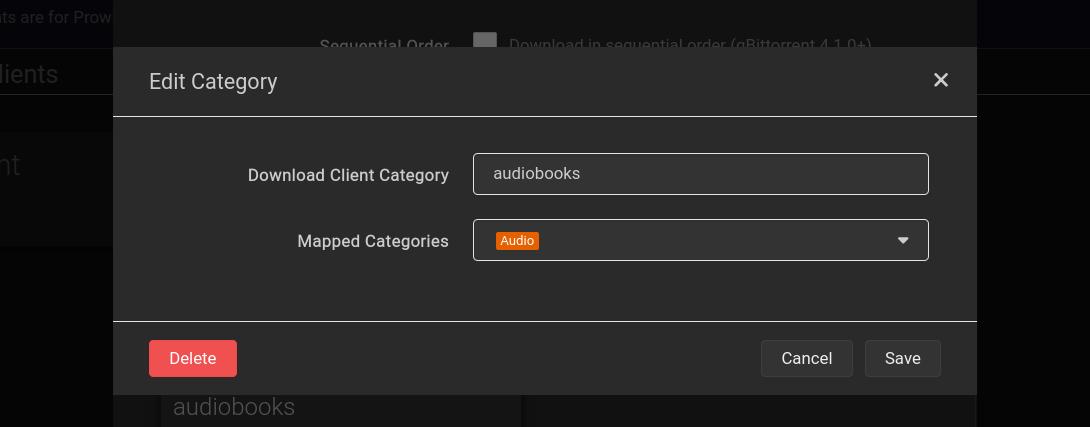 nts are for Prow
Sequential Order Download in sequential order (qBittorrent 4.1.0+)
lients
Edit Category
nt
Download Client Category audiobooks
Mapped Categories Audio
Delete Cancel Save
audiobooks